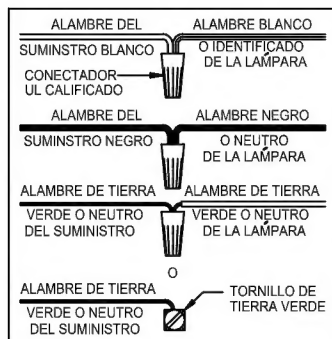 ALAMBRE DEL
ALAMBRE BLANCO
SUMINSTRO BLANCO
O IDENTIFICADO
DE LA LAMPARA
CONECTADOR
UL CALIFICADO
ALAMBRE DEL
ALAMBRE NEGRO
SUMINSTRO NEGRO
O NEUTRO
DE LA LAMPARA
ALAMBRE DE TIERRA
ALAMBRE DE TIERRA
VERDE O NEUTRO
DEL SUMINISTRO
VERDE O NEUTRO
DE LA LAMPARA
O
ALAMBRE DE TIERRA
VERDE O NEUTRO
DEL SUMINISTRO
TORNILLO DE
TIERRA VERDE